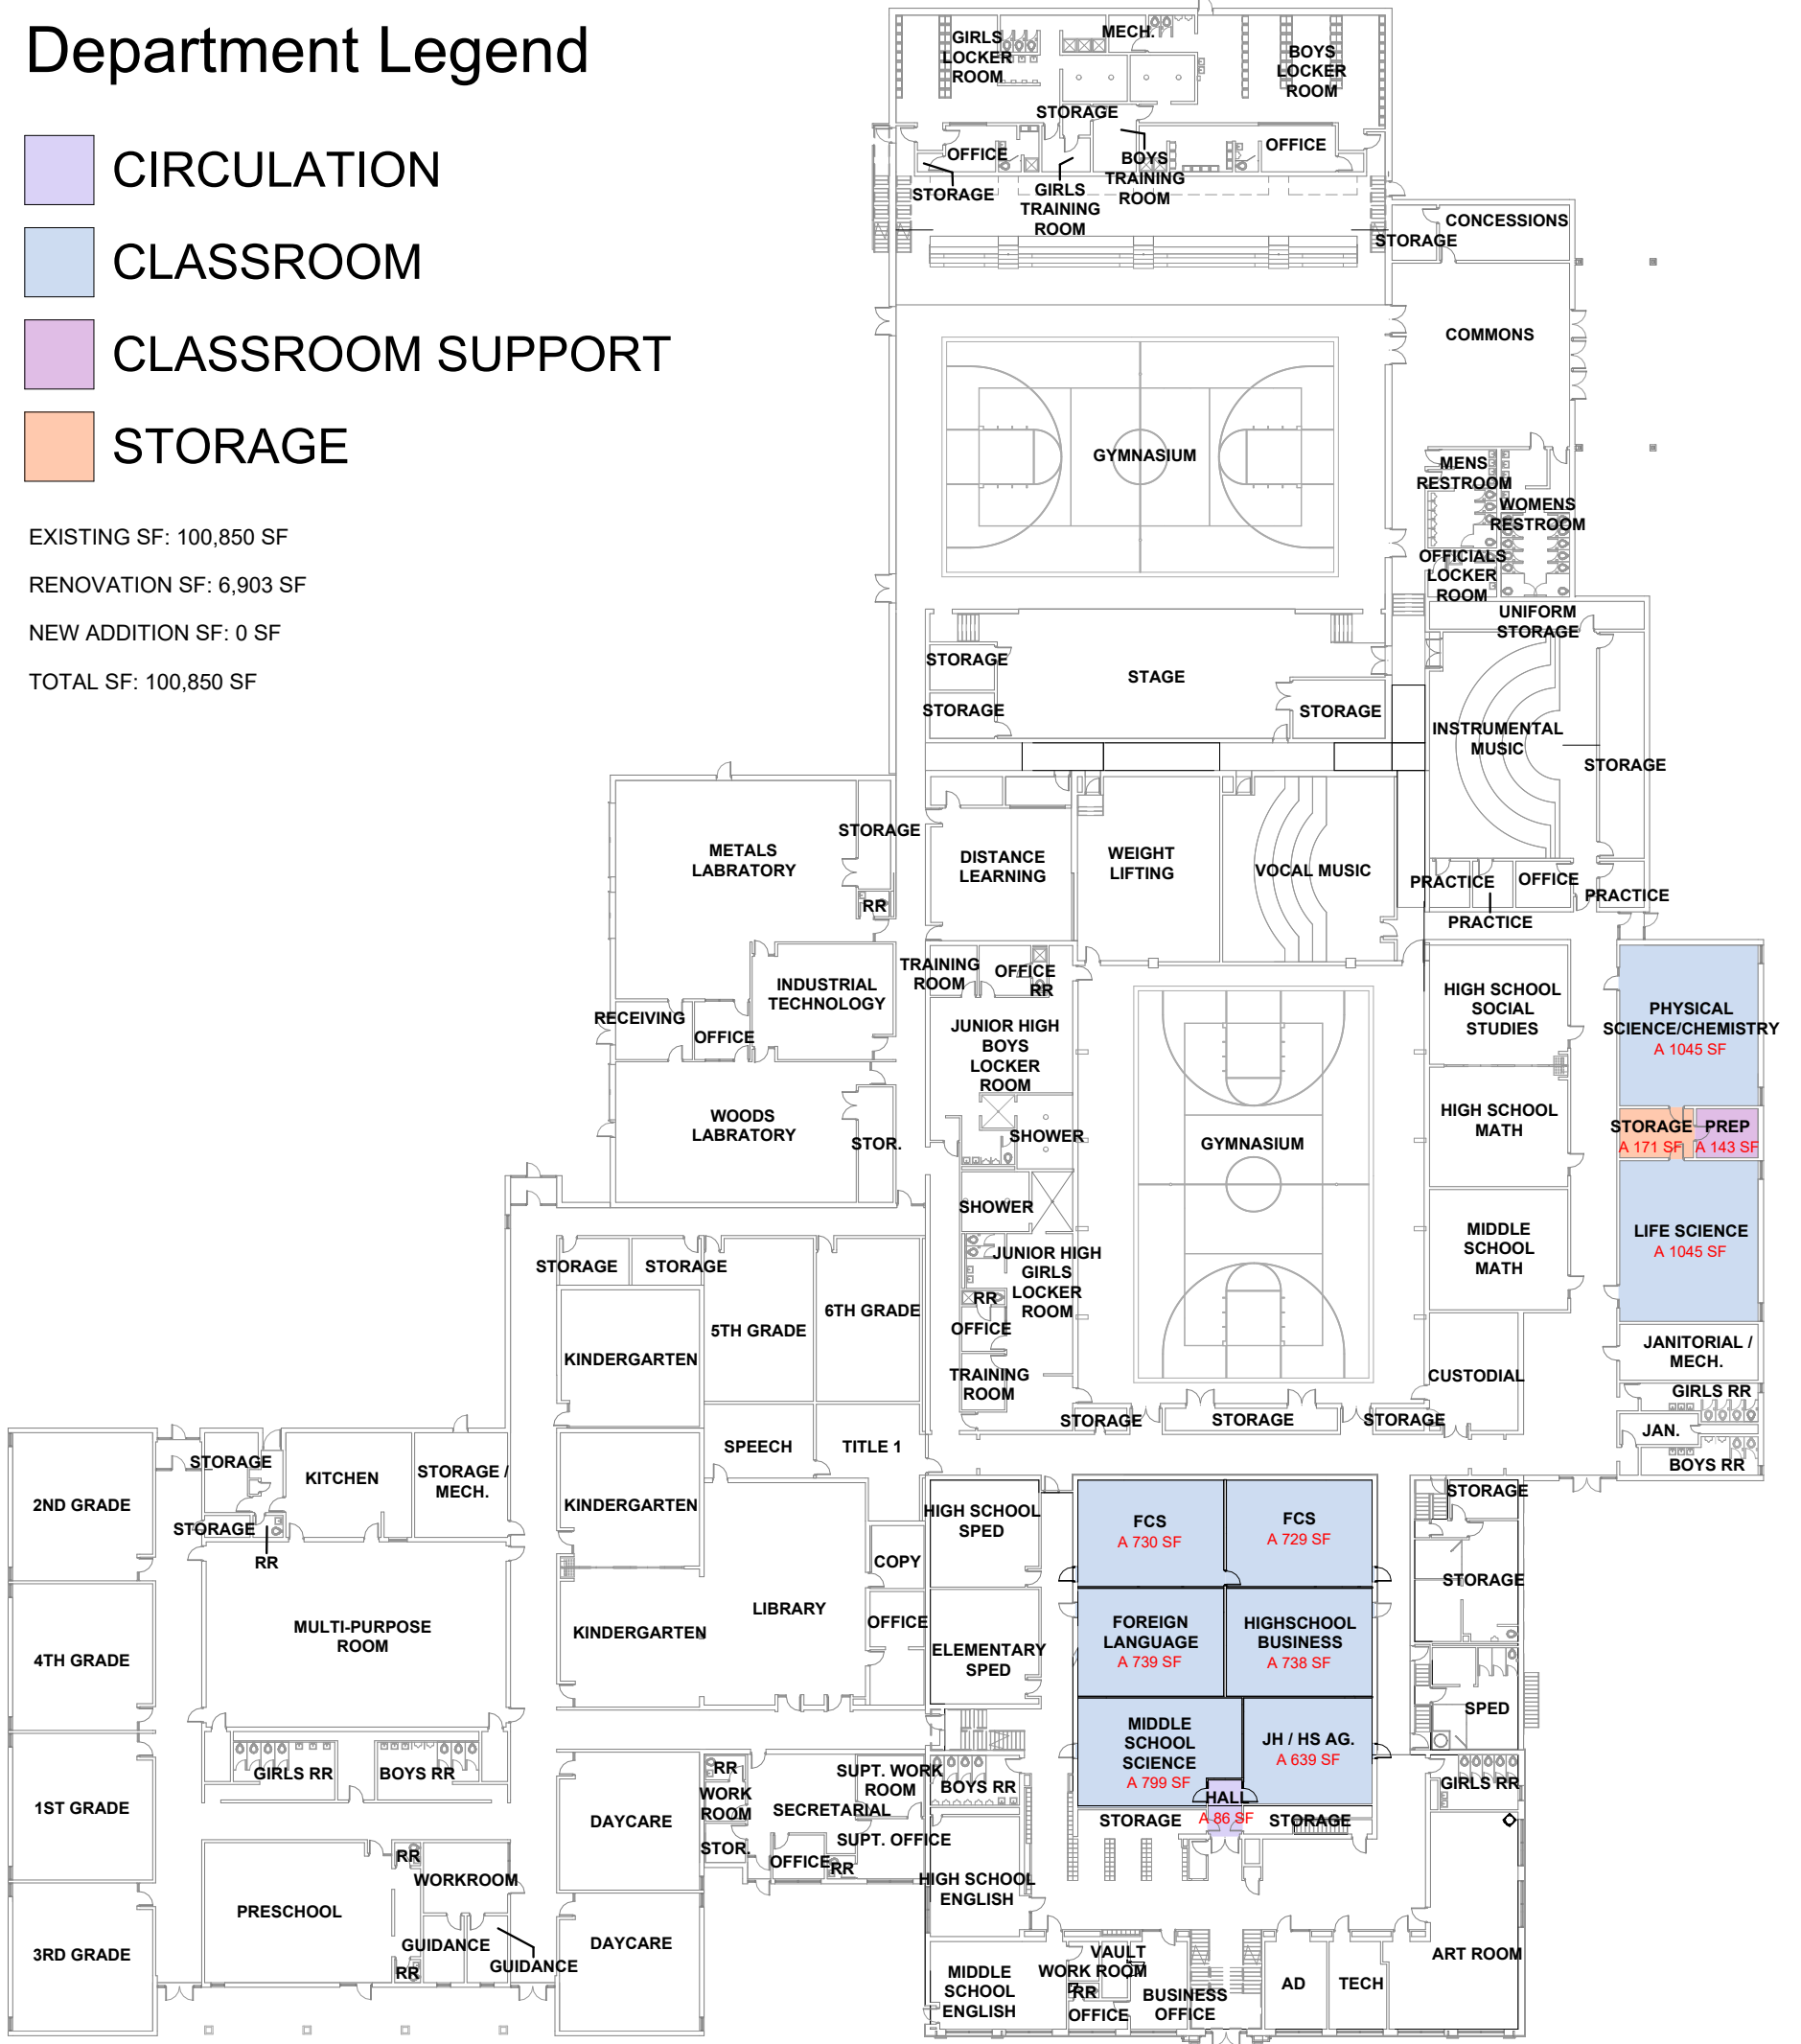 Department Legend
CIRCULATION
CLASSROOM
CLASSROOM SUPPORT
STORAGE
EXISTING SF: 100,850 SF
RENOVATION SF: 6,903 SF
NEW ADDITION SF: 0 SF
TOTAL SF: 100,850 SF
GIRLS
LOCKER
ROOM
MECH.
BOYS
LOCKER
ROOM
STORAGE
OFFICE
BOYS
TRAINING
ROOM
OFFICE
STORAGE
GIRLS
TRAINING
ROOM
CONCESSIONS
STORAGE
COMMONS
GYMNASIUM
MENS
RESTROOM
WOMENS
RESTROOM
OFFICIALS
LOCKER
ROOM
UNIFORM
STORAGE
STORAGE
STAGE
STORAGE
STORAGE
INSTRUMENTAL
MUSIC
STORAGE
METALS
LABRATORY
STORAGE
RR
DISTANCE
LEARNING
WEIGHT
LIFTING
VOCAL MUSIC
PRACTICE
OFFICE
PRACTICE
PRACTICE
INDUSTRIAL
TECHNOLOGY
RECEIVING
OFFICE
TRAINING
ROOM
OFFICE
RR
JUNIOR HIGH
BOYS
LOCKER
ROOM
HIGH SCHOOL
SOCIAL
STUDIES
PHYSICAL
SCIENCE/CHEMISTRY
A 1045 SF
WOODS
LABRATORY
STOR.
SHOWER
GYMNASIUM
HIGH SCHOOL
MATH
STORAGE
A 171 SF
PREP
A 143 SF
SHOWER
MIDDLE
SCHOOL
MATH
LIFE SCIENCE
A 1045 SF
STORAGE
STORAGE
JUNIOR HIGH
GIRLS
LOCKER
ROOM
RR
OFFICE
TRAINING
ROOM
6TH GRADE
5TH GRADE
KINDERGARTEN
CUSTODIAL
JANITORIAL /
MECH.
GIRLS RR
JAN.
BOYS RR
STORAGE
STORAGE
STORAGE
SPEECH
TITLE 1
2ND GRADE
STORAGE
KITCHEN
STORAGE /
MECH.
STORAGE
RR
KINDERGARTEN
HIGH SCHOOL
SPED
FCS
A 730 SF
FCS
A 729 SF
STORAGE
COPY
STORAGE
4TH GRADE
MULTI-PURPOSE
ROOM
KINDERGARTEN
LIBRARY
OFFICE
ELEMENTARY
SPED
FOREIGN
LANGUAGE
A 739 SF
HIGHSCHOOL
BUSINESS
A 738 SF
SPED
1ST GRADE
GIRLS RR
BOYS RR
DAYCARE
RR
WORK
ROOM
STOR.
SECRETARIAL
SUPT. WORK
ROOM
SUPT. OFFICE
OFFICE
RR
BOYS RR
MIDDLE
SCHOOL
SCIENCE
A 799 SF
JH / HS AG.
A 639 SF
HALL
A 86 SF
STORAGE
STORAGE
GIRLS RR
3RD GRADE
PRESCHOOL
RR
WORKROOM
GUIDANCE
GUIDANCE
RR
DAYCARE
HIGH SCHOOL
ENGLISH
MIDDLE
SCHOOL
ENGLISH
VAULT
WORK ROOM
RR
OFFICE
BUSINESS
OFFICE
AD
TECH
ART ROOM